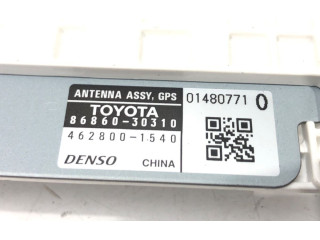 ANTENNA ASSY, GPS 01480771 0
TOYOTA
86860-30310
462800-1540
DENSO CHINA